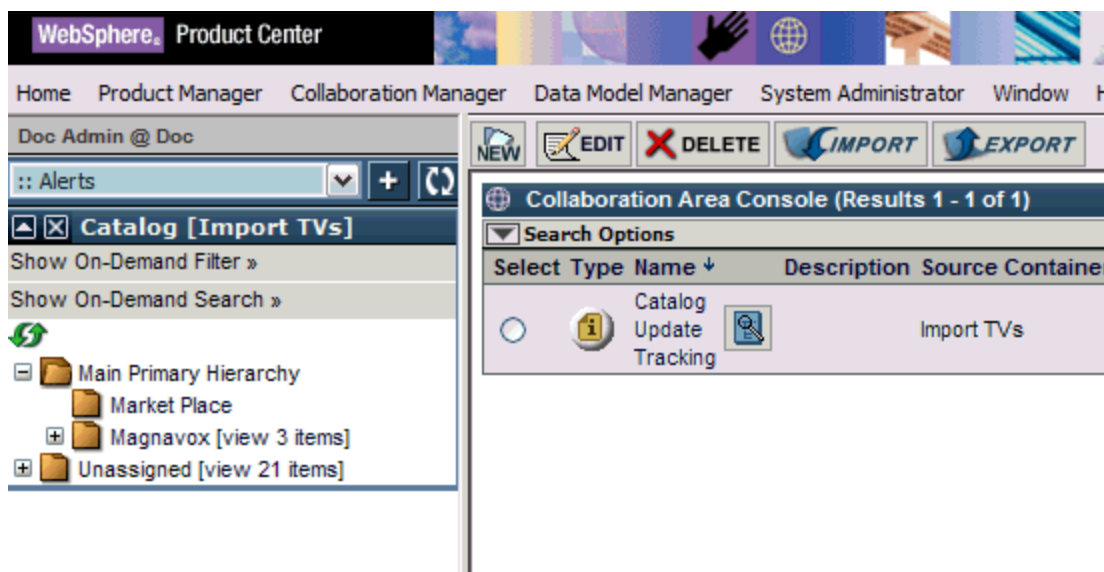 WebSphere® Product Center
Home Product Manager Collaboration Manager Data Model Manager System Administrator Window H
Doc Admin @ Doc
NEW EDIT DELETE IMPORT EXPORT
:: Alerts
Catalog [Import TVs]
Show On-Demand Filter »
Show On-Demand Search »
Main Primary Hierarchy
Market Place
Magnavox [view 3 items]
Unassigned [view 21 items]
Collaboration Area Console (Results 1 - 1 of 1)
Search Options
Select Type Name Description Source Container
Catalog
Update
Tracking
Import TVs